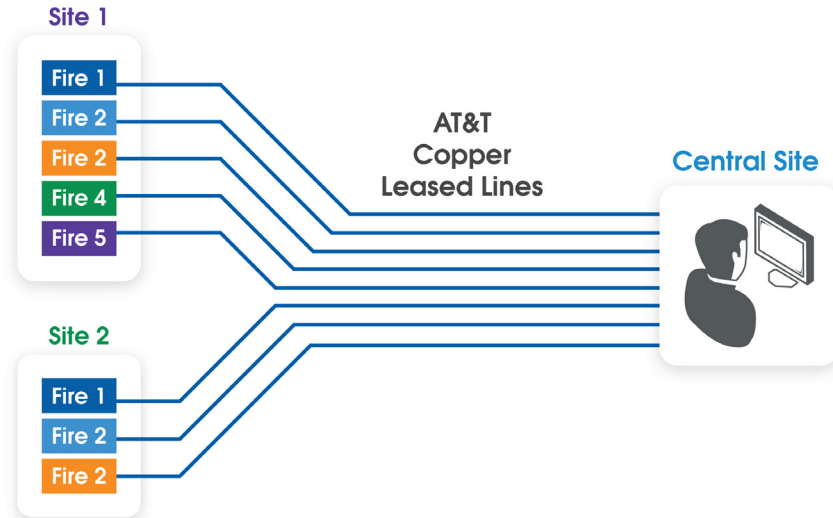 Site 1
Fire 1
Fire 2
Fire 2
Fire 4
Fire 5
AT&T
Copper
Leased Lines
Central Site
Site 2
Fire 1
Fire 2
Fire 2